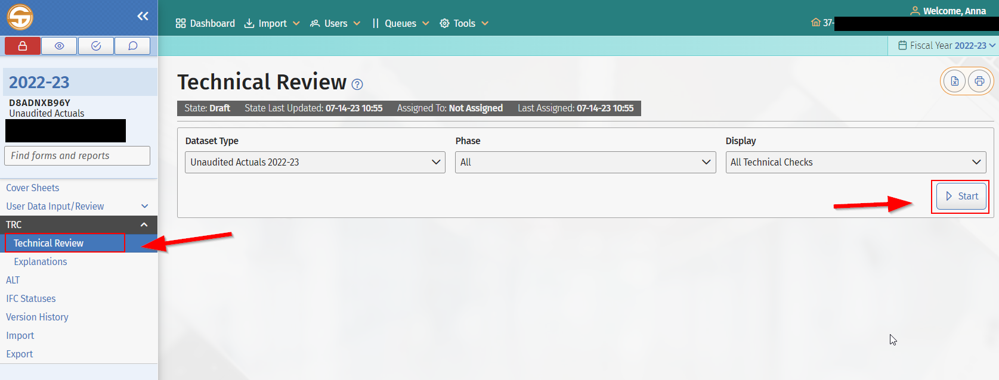 Welcome, Anna
Dashboard Import Users Queues Tools
37-
Fiscal Year 2022-23
2022-23
D8ADNXB96Y
Unaudited Actuals
Find forms and reports
Cover Sheets
User Data Input/Review
TRC
Technical Review
Explanations
ALT
IFC Statuses
Version History
Import
Export
Technical Review
State: Draft State Last Updated: 07-14-23 10:55 Assigned To: Not Assigned Last Assigned: 07-14-23 10:55
Dataset Type Phase Display
Unaudited Actuals 2022-23 All All Technical Checks
Start